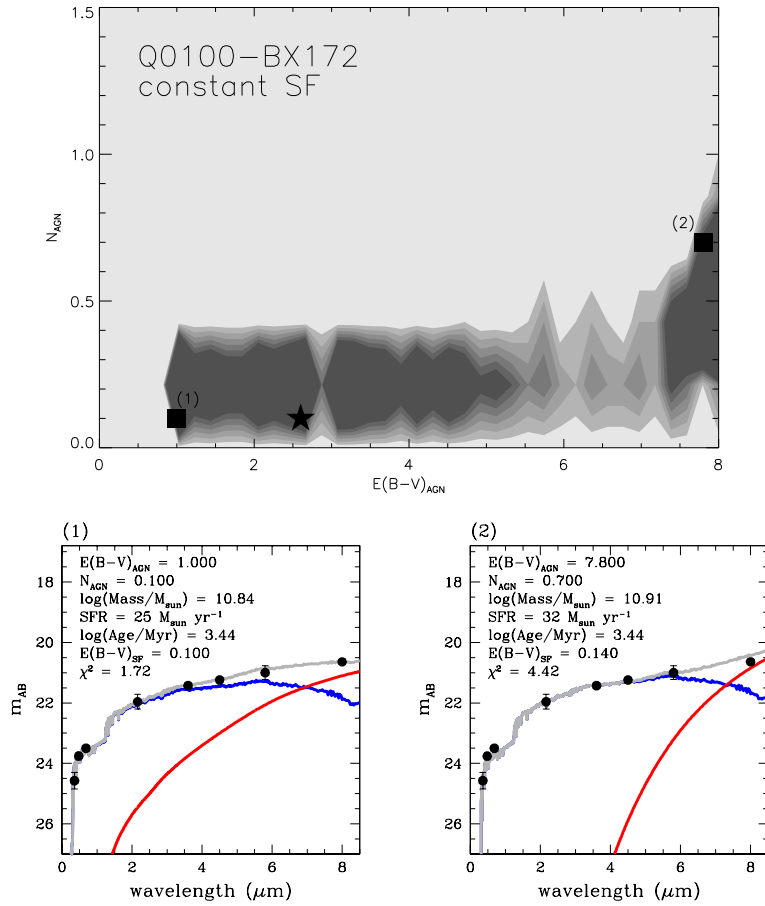 Q0100−BX172
constant SF
1.5
1.0
0.5
0.0
N_AGN
(1)
(2)
0 2 4 6 8
E(B−V)_AGN
(1)
E(B−V)_AGN = 1.000
N_AGN = 0.100
log(Mass/M_sun) = 10.84
SFR = 25 M_sun yr⁻¹
log(Age/Myr) = 3.44
E(B−V)_SF = 0.100
χ² = 1.72
18
20
22
24
26
m_AB
0 2 4 6 8
wavelength (μm)
(2)
E(B−V)_AGN = 7.800
N_AGN = 0.700
log(Mass/M_sun) = 10.91
SFR = 32 M_sun yr⁻¹
log(Age/Myr) = 3.44
E(B−V)_SF = 0.140
χ² = 4.42
18
20
22
24
26
m_AB
0 2 4 6 8
wavelength (μm)